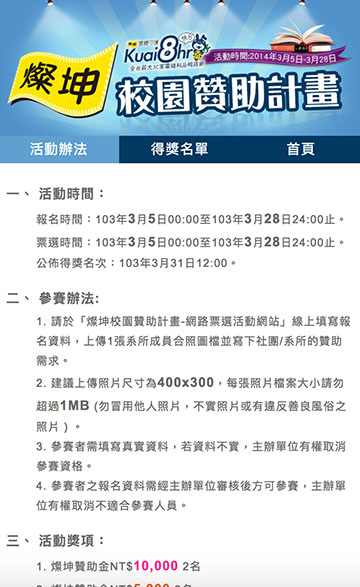 燦坤
Kuai8hr
全台最大3C家電福利品暢貨網
活動時間:2014年3月5日-3月28日
校園贊助計畫
活動辦法 得獎名單 首頁
一、 活動時間：
報名時間：103年3月5日00:00至103年3月28日24:00止。
票選時間：103年3月5日00:00至103年3月28日24:00止。
公佈得獎名次：103年3月31日12:00。
二、 參賽辦法:
1. 請於「燦坤校園贊助計畫-網路票選活動網站」線上填寫報
名資料，上傳1張系所成員合照圖檔並寫下社團/系所的贊助
需求。
2. 建議上傳照片尺寸為400x300，每張照片檔案大小請勿
超過1MB (勿冒用他人照片，不實照片或有違反善良風俗之
照片 ) 。
3. 參賽者需填寫真實資料，若資料不實，主辦單位有權取消
參賽資格。
4. 參賽者之報名資料需經主辦單位審核後方可參賽，主辦單
位有權取消不適合參賽人員。
三、 活動獎項：
1. 燦坤贊助金NT$10,000 2名